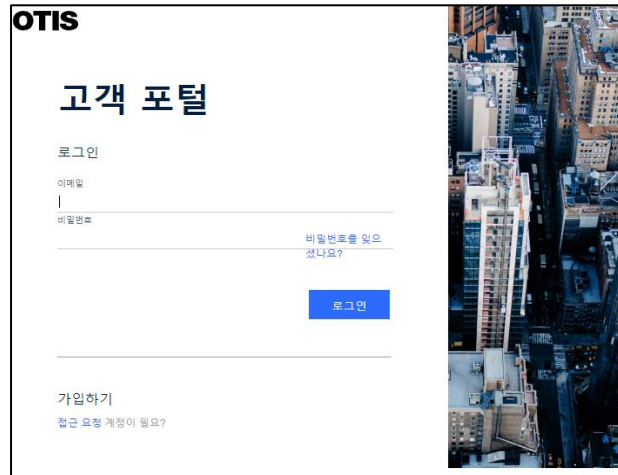 OTIS
고객 포털
로그인
이메일
비밀번호
비밀번호를 잊으
셨나요?
로그인
가입하기
접근 요청 계정이 필요?